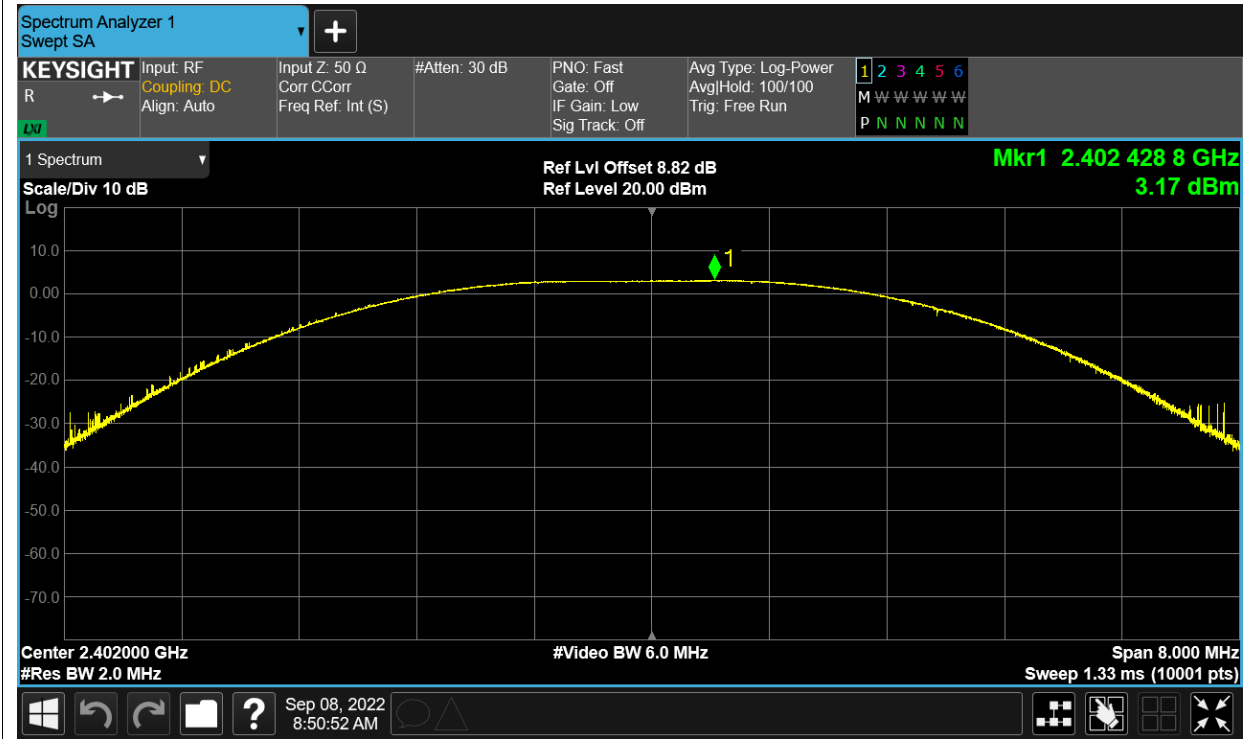 Spectrum Analyzer 1
Swept SA
+
KEYSIGHT
R
LXI
Input: RF
Coupling: DC
Align: Auto
Input Z: 50 Ω
Corr CCorr
Freq Ref: Int (S)
#Atten: 30 dB
PNO: Fast
Gate: Off
IF Gain: Low
Sig Track: Off
Avg Type: Log-Power
Avg|Hold: 100/100
Trig: Free Run
1 2 3 4 5 6
M W W W W W
P N N N N N
1 Spectrum
Scale/Div 10 dB
Ref Lvl Offset 8.82 dB
Ref Level 20.00 dBm
Mkr1 2.402 428 8 GHz
3.17 dBm
Log
10.0
0.00
-10.0
-20.0
-30.0
-40.0
-50.0
-60.0
-70.0
1
Center 2.402000 GHz
#Res BW 2.0 MHz
#Video BW 6.0 MHz
Span 8.000 MHz
Sweep 1.33 ms (10001 pts)
?
Sep 08, 2022
8:50:52 AM